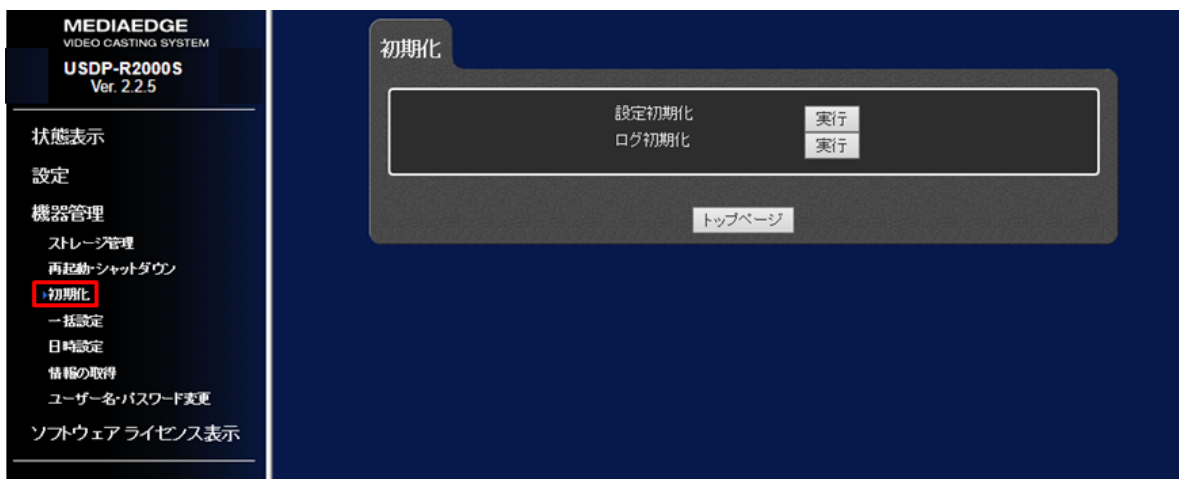 MEDIAEDGE
VIDEO CASTING SYSTEM
USDP-R2000S
Ver. 2.2.5
状態表示
設定
機器管理
ストレージ管理
再起動・シャットダウン
初期化
一括設定
日時設定
情報の取得
ユーザー名・パスワード変更
ソフトウェア ライセンス表示
初期化
設定初期化 実行
ログ初期化 実行
トップページ